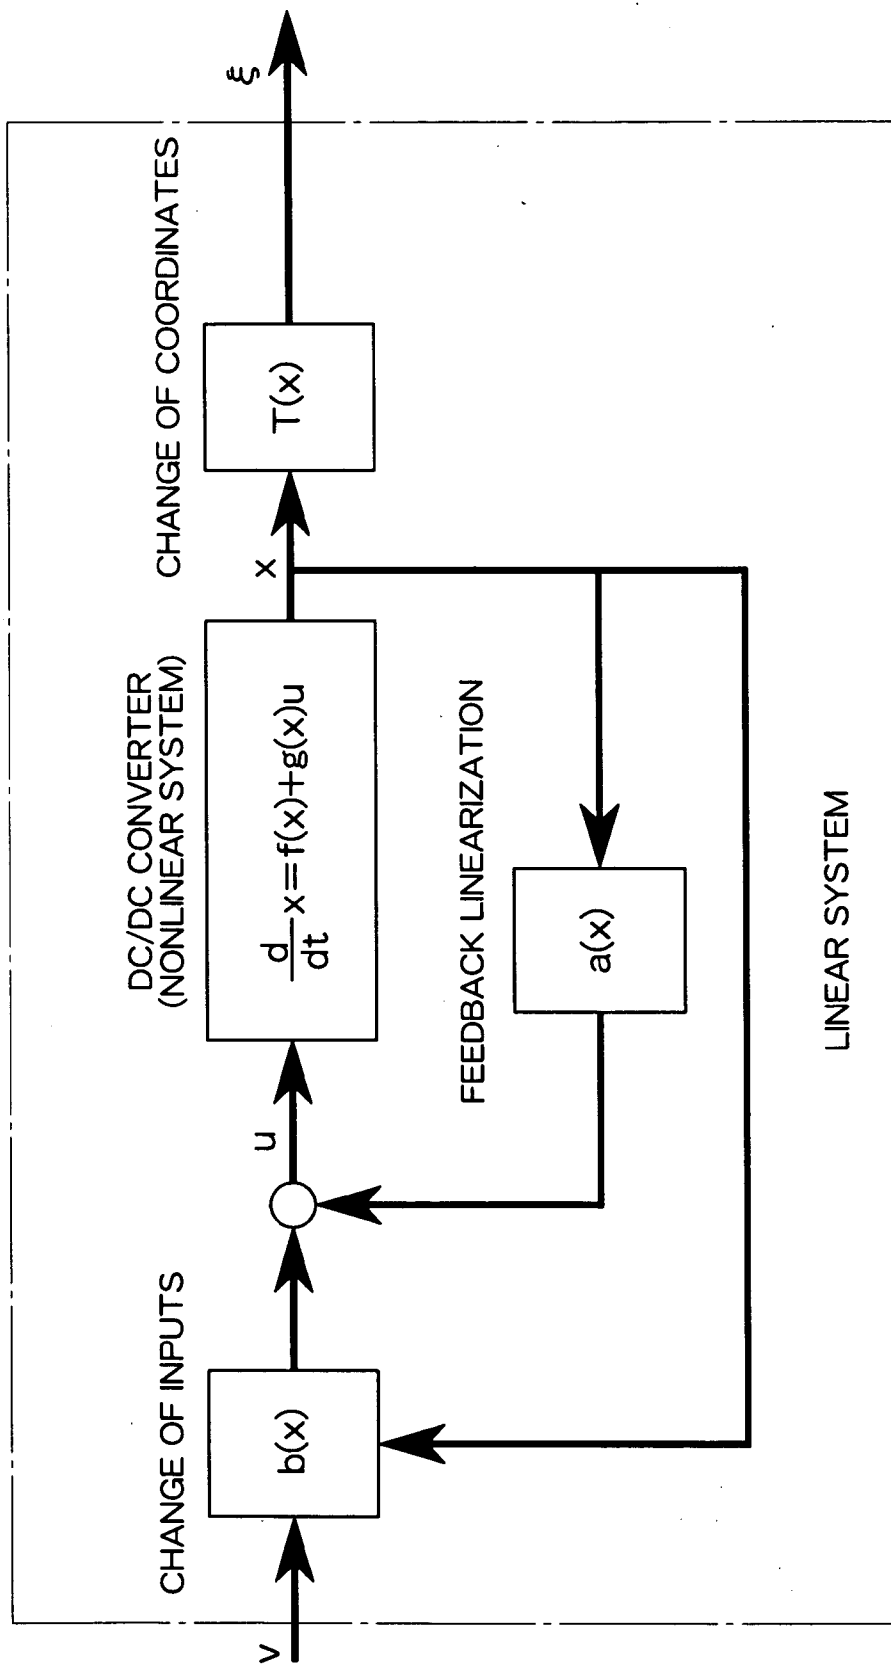 CHANGE OF INPUTS
DC/DC CONVERTER
(NONLINEAR SYSTEM)
CHANGE OF COORDINATES
v
b(x)
u
d/dt x=f(x)+g(x)u
x
T(x)
ξ
FEEDBACK LINEARIZATION
a(x)
LINEAR SYSTEM